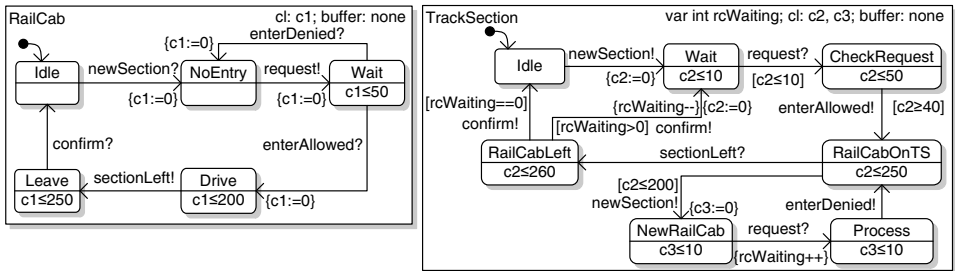 RailCab
cl: c1; buffer: none
{c1:=0}
enterDenied?
Idle
newSection?
{c1:=0}
NoEntry
request!
{c1:=0}
Wait
c1≤50
confirm?
enterAllowed?
Leave
c1≤250
sectionLeft!
Drive
c1≤200
{c1:=0}
TrackSection
var int rcWaiting; cl: c2, c3; buffer: none
Idle
newSection!
{c2:=0}
Wait
c2≤10
request?
[c2≤10]
CheckRequest
c2≤50
[rcWaiting==0]
confirm!
{rcWaiting--}
{c2:=0}
[rcWaiting>0]
confirm!
enterAllowed!
[c2≥40]
RailCabLeft
c2≤260
sectionLeft?
RailCabOnTS
c2≤250
[c2≤200]
newSection!
{c3:=0}
enterDenied!
NewRailCab
c3≤10
request?
{rcWaiting++}
Process
c3≤10